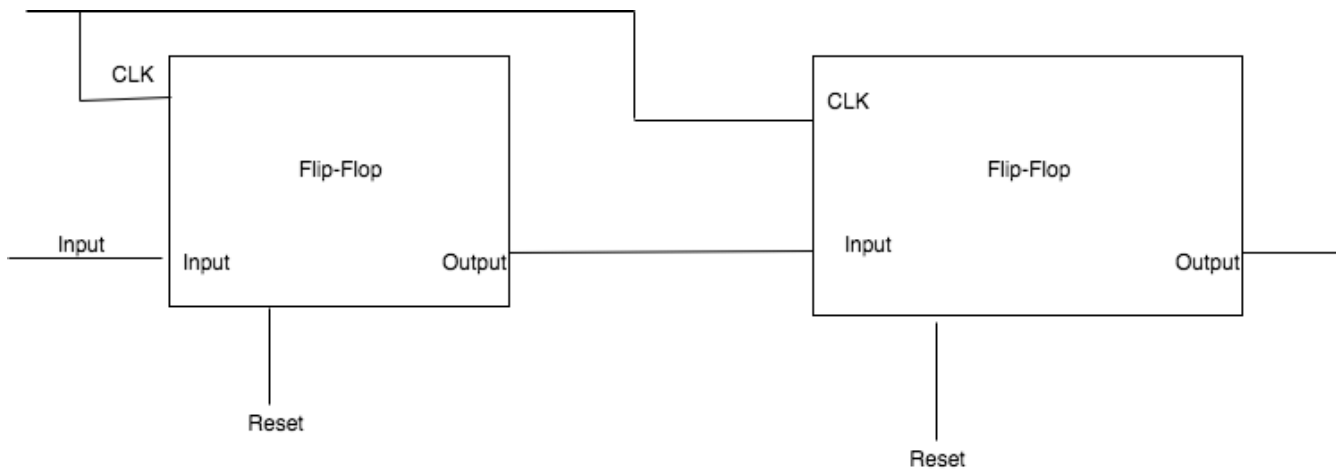 CLK
CLK
Flip-Flop
Flip-Flop
Input
Input
Output
Input
Output
Reset
Reset